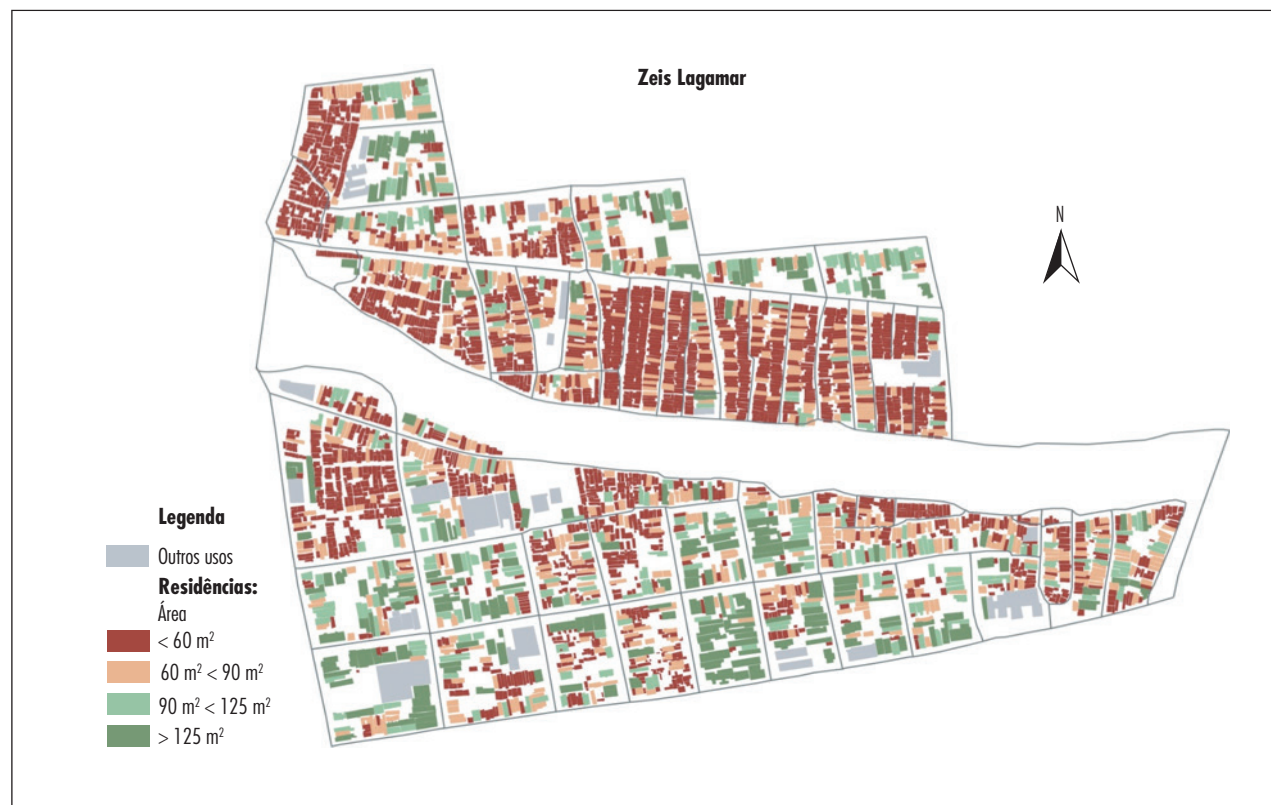 Zeis Lagamar
N
Legenda
Outros usos
Residências:
Área
< 60 m²
60 m² < 90 m²
90 m² < 125 m²
> 125 m²